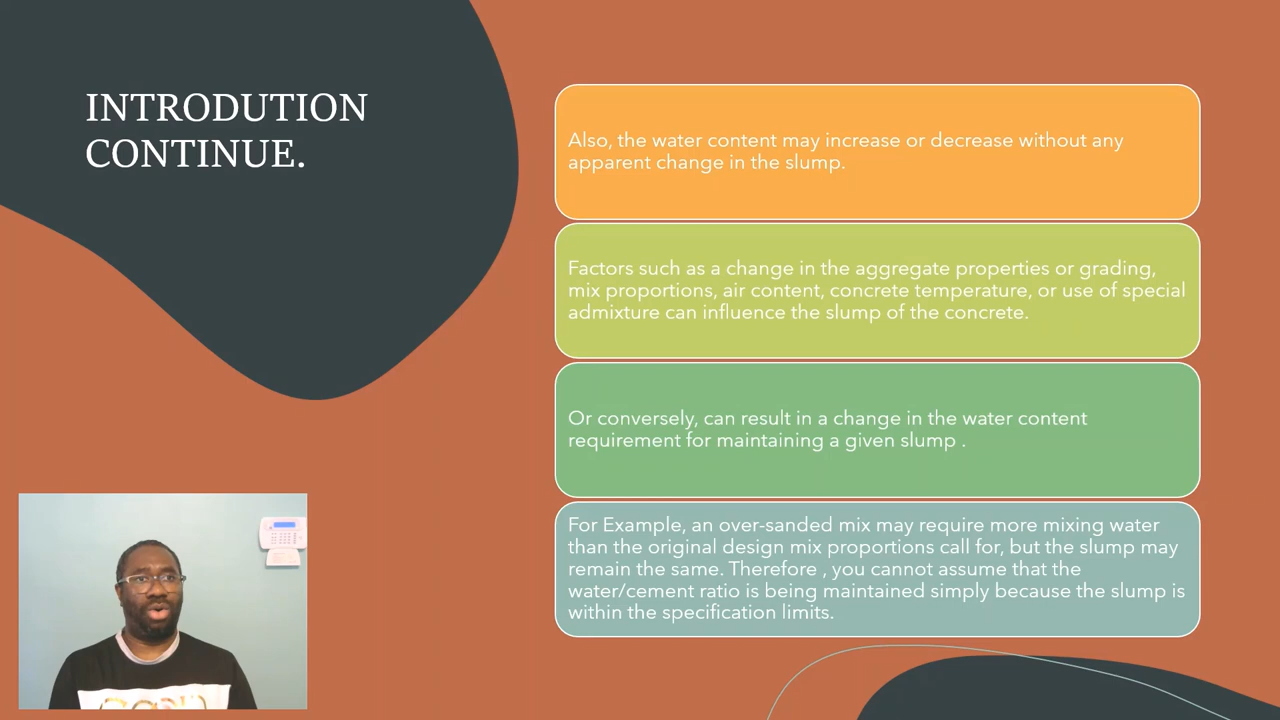 INTRODUTION
CONTINUE.
Also, the water content may increase or decrease without any
apparent change in the slump.
Factors such as a change in the aggregate properties or grading,
mix proportions, air content, concrete temperature, or use of special
admixture can influence the slump of the concrete.
Or conversely, can result in a change in the water content
requirement for maintaining a given slump .
For Example, an over-sanded mix may require more mixing water
than the original design mix proportions call for, but the slump may
remain the same. Therefore , you cannot assume that the
water/cement ratio is being maintained simply because the slump is
within the specification limits.